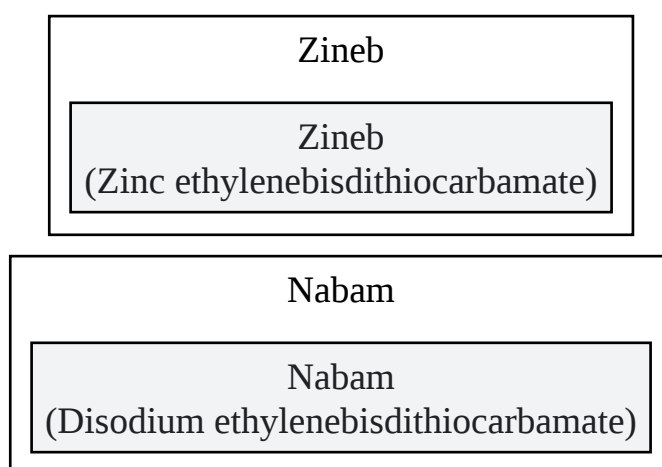 Zineb
Zineb
(Zinc ethylenebisdithiocarbamate)
Nabam
Nabam
(Disodium ethylenebisdithiocarbamate)